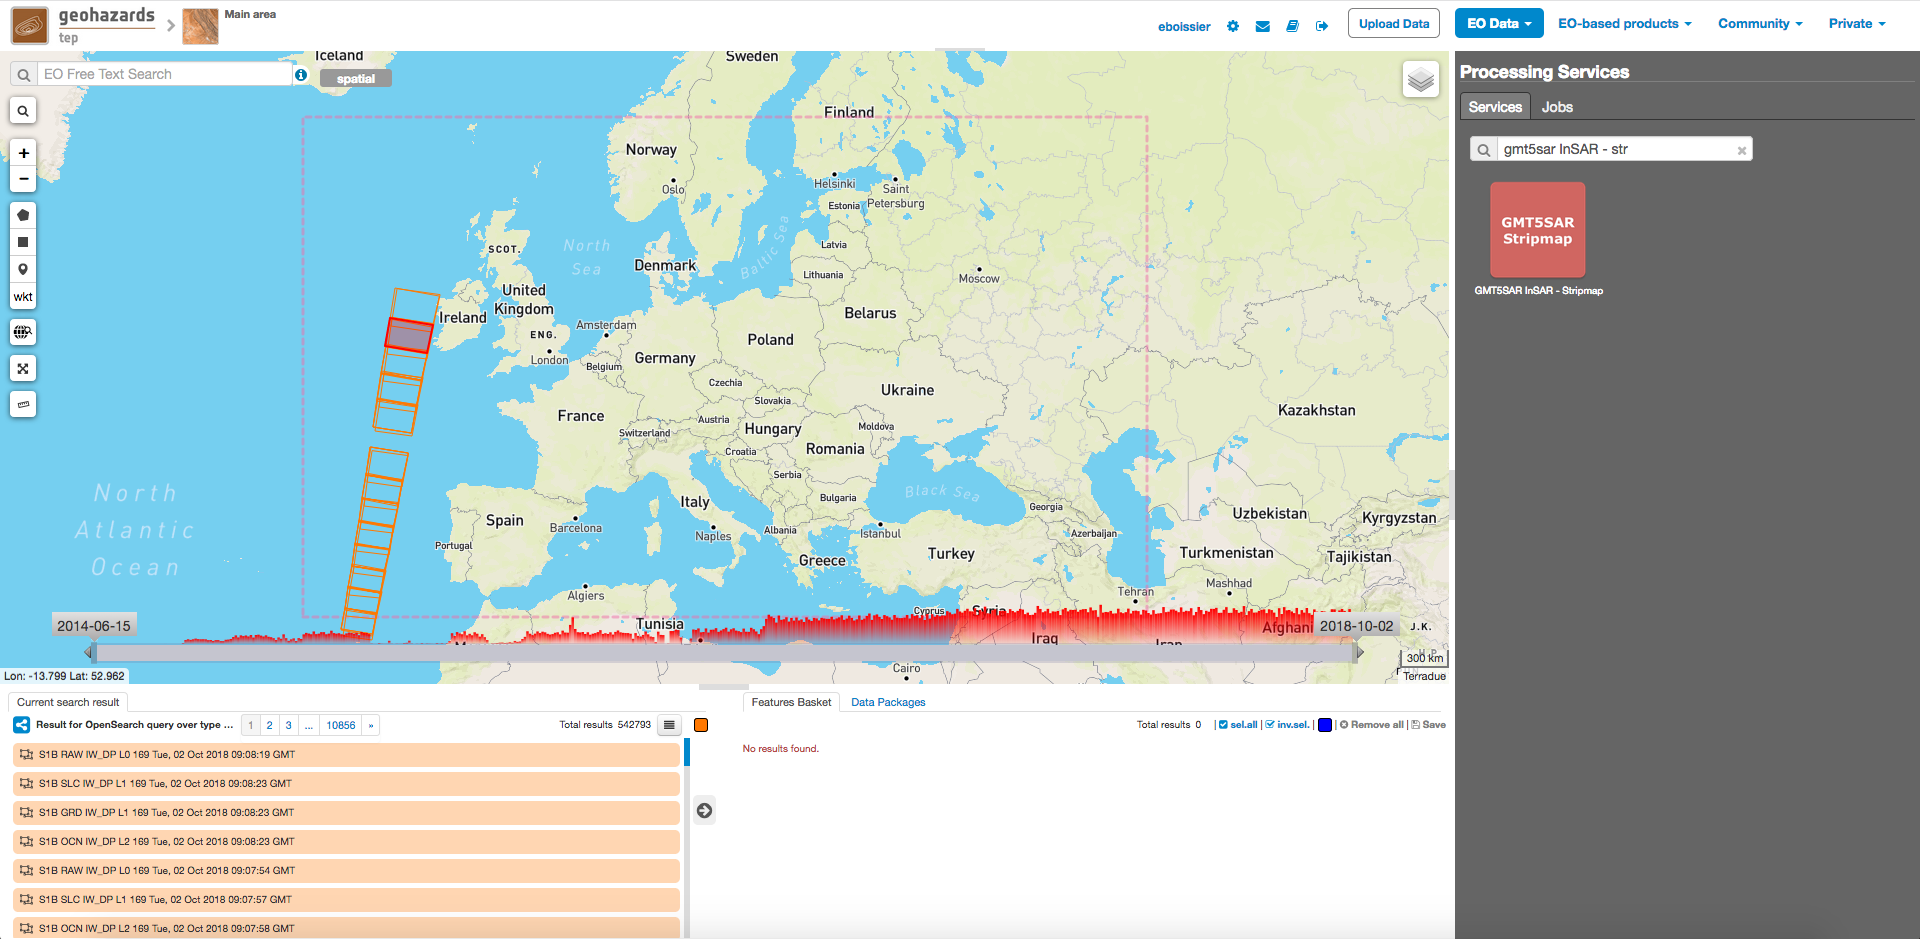 geohazards
tep
Main area
eboissier
Upload Data
EO Data
EO-based products
Community
Private
EO Free Text Search
spatial
Iceland
Sweden
Finland
Norway
Oslo
Helsinki
Saint
Petersburg
Estonia
Latvia
Lithuania
Baltic Sea
North
Sea
SCOT.
Denmark
Moscow
United
Kingdom
Ireland
ENG.
London
Amsterdam
Belgium
Germany
Poland
Belarus
Czechia
Slovakia
Ukraine
Kazakhstan
France
Switzerland
Austria
Hungary
Moldova
Croatia
Romania
Serbia
Bulgaria
Black Sea
Georgia
Azerbaijan
Uzbekistan
Kyrgyzstan
Turkmenistan
Tajikistan
Italy
Naples
Albania
Istanbul
Greece
Turkey
Spain
Barcelona
Portugal
Algiers
Tunisia
Cyprus
Syria
Tehran
Mashhad
Iraq
Iran
Afghani
J.K.
Cairo
North
Atlantic
Ocean
wkt
2014-06-15
2018-10-02
300 km
Terradue
Lon: -13.799 Lat: 52.962
Processing Services
Services
Jobs
gmt5sar InSAR - str
GMT5SAR
Stripmap
GMT5SAR InSAR - Stripmap
Current search result
Result for OpenSearch query over type ...
1 2 3 ... 10856 »
Total results 542793
S1B RAW IW_DP L0 169 Tue, 02 Oct 2018 09:08:19 GMT
S1B SLC IW_DP L1 169 Tue, 02 Oct 2018 09:08:23 GMT
S1B GRD IW_DP L1 169 Tue, 02 Oct 2018 09:08:23 GMT
S1B OCN IW_DP L2 169 Tue, 02 Oct 2018 09:08:23 GMT
S1B RAW IW_DP L0 169 Tue, 02 Oct 2018 09:07:54 GMT
S1B SLC IW_DP L1 169 Tue, 02 Oct 2018 09:07:57 GMT
S1B OCN IW_DP L2 169 Tue, 02 Oct 2018 09:07:58 GMT
Features Basket
Data Packages
Total results 0 | sel.all | inv.sel. | | Remove all | Save
No results found.